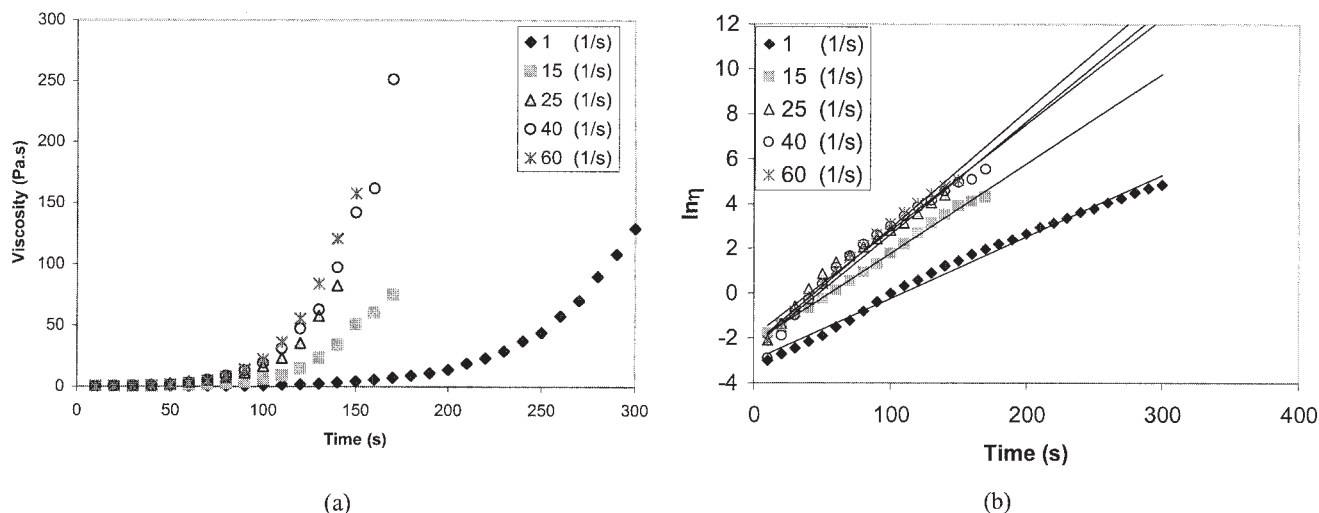 300
250
200
150
100
50
0
Viscosity (Pa.s)
0 50 100 150 200 250 300
Time (s)
1 (1/s)
15 (1/s)
25 (1/s)
40 (1/s)
60 (1/s)
(a)
12
10
8
6
4
2
0
-2
-4
lnη
0 100 200 300 400
Time (s)
1 (1/s)
15 (1/s)
25 (1/s)
40 (1/s)
60 (1/s)
(b)